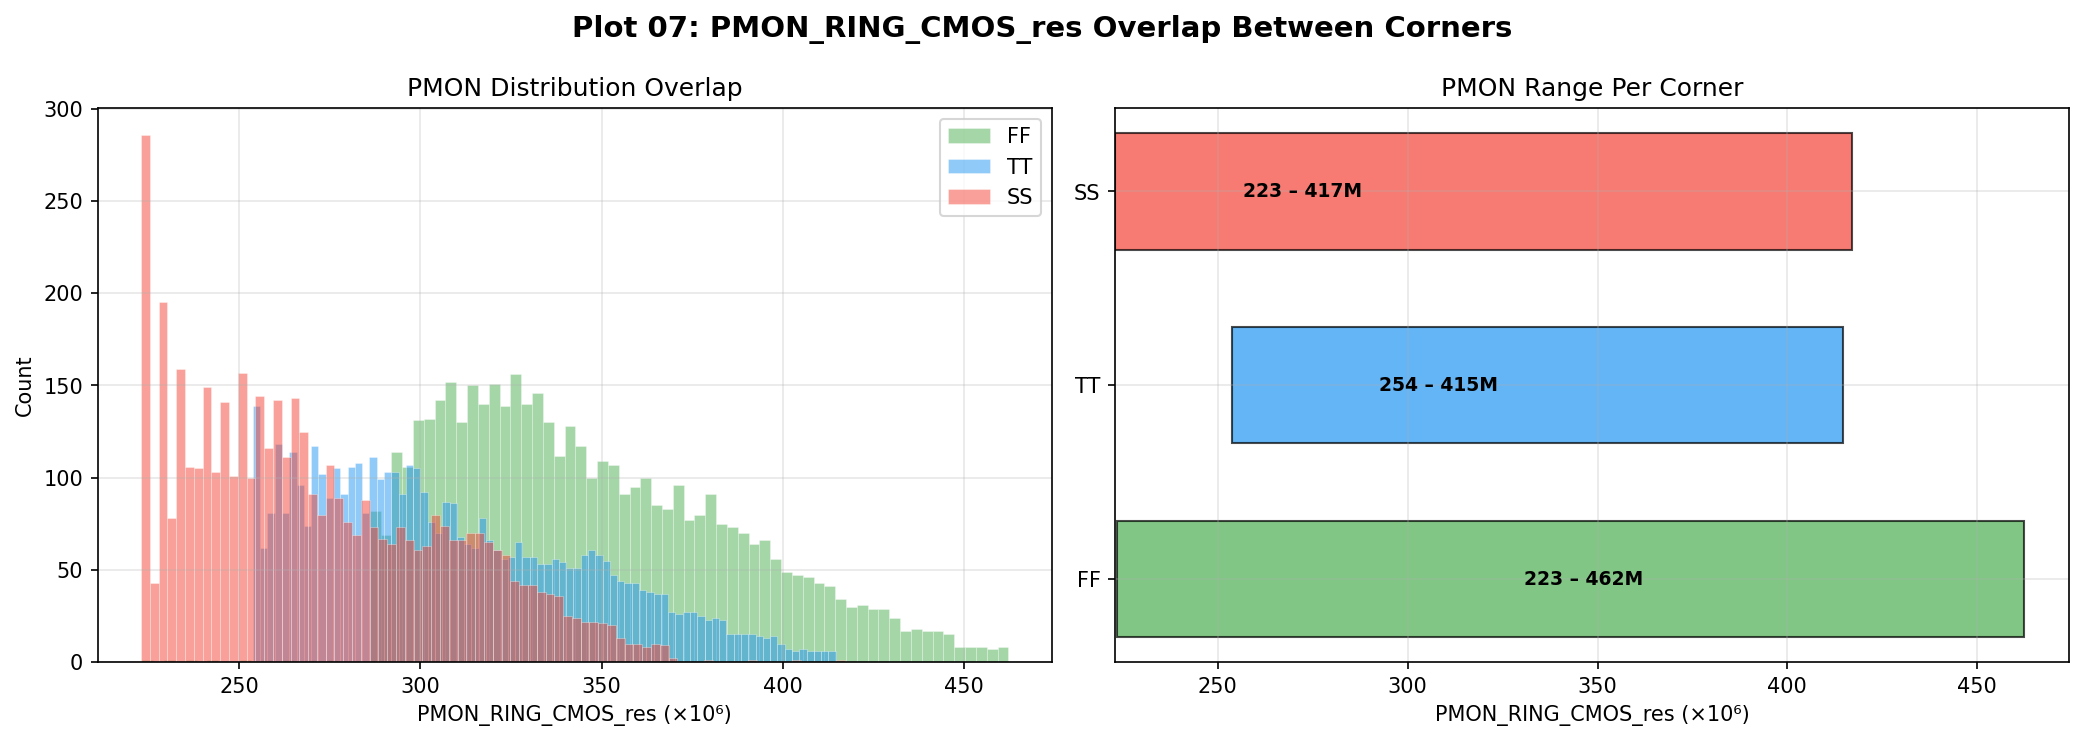 Plot 07: PMON_RING_CMOS_res Overlap Between Corners
PMON Distribution Overlap
300
250
200
150
100
50
0
Count
FF
TT
SS
250
300
350
400
450
PMON_RING_CMOS_res (×10⁶)
PMON Range Per Corner
SS
TT
FF
223 – 417M
254 – 415M
223 – 462M
250
300
350
400
450
PMON_RING_CMOS_res (×10⁶)